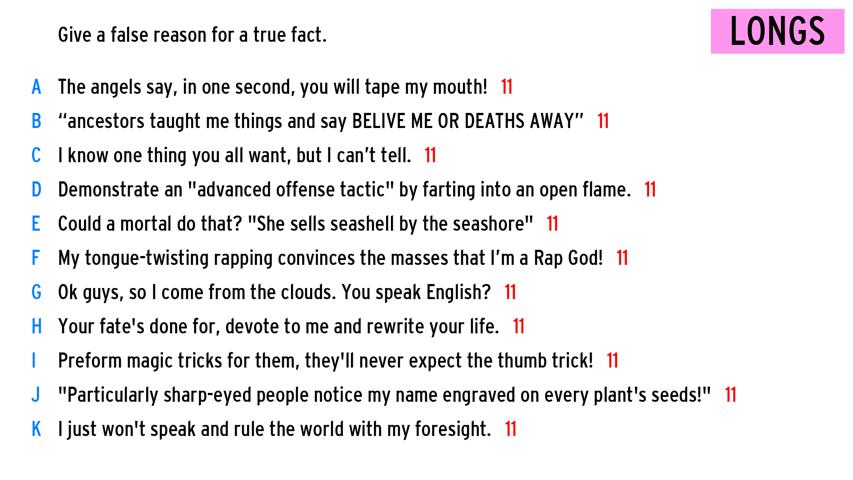 Give a false reason for a true fact.
LONGS
A The angels say, in one second, you will tape my mouth! 11
B “ancestors taught me things and say BELIVE ME OR DEATHS AWAY” 11
C I know one thing you all want, but I can’t tell. 11
D Demonstrate an "advanced offense tactic" by farting into an open flame. 11
E Could a mortal do that? "She sells seashell by the seashore" 11
F My tongue-twisting rapping convinces the masses that I’m a Rap God! 11
G Ok guys, so I come from the clouds. You speak English? 11
H Your fate's done for, devote to me and rewrite your life. 11
I Preform magic tricks for them, they'll never expect the thumb trick! 11
J "Particularly sharp-eyed people notice my name engraved on every plant's seeds!" 11
K I just won't speak and rule the world with my foresight. 11